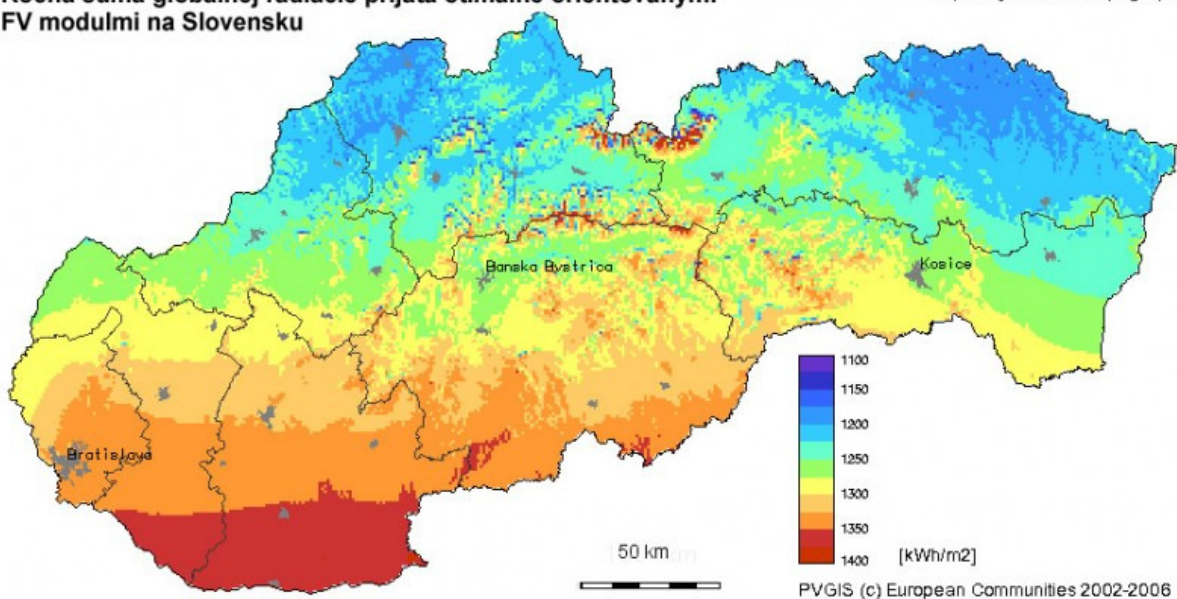 FV modulmi na Slovensku
Banska Bystrica
Kosice
Bratislava
1100
1150
1200
1250
1300
1350
1400
[kWh/m2]
50 km
PVGIS (c) European Communities 2002-2006